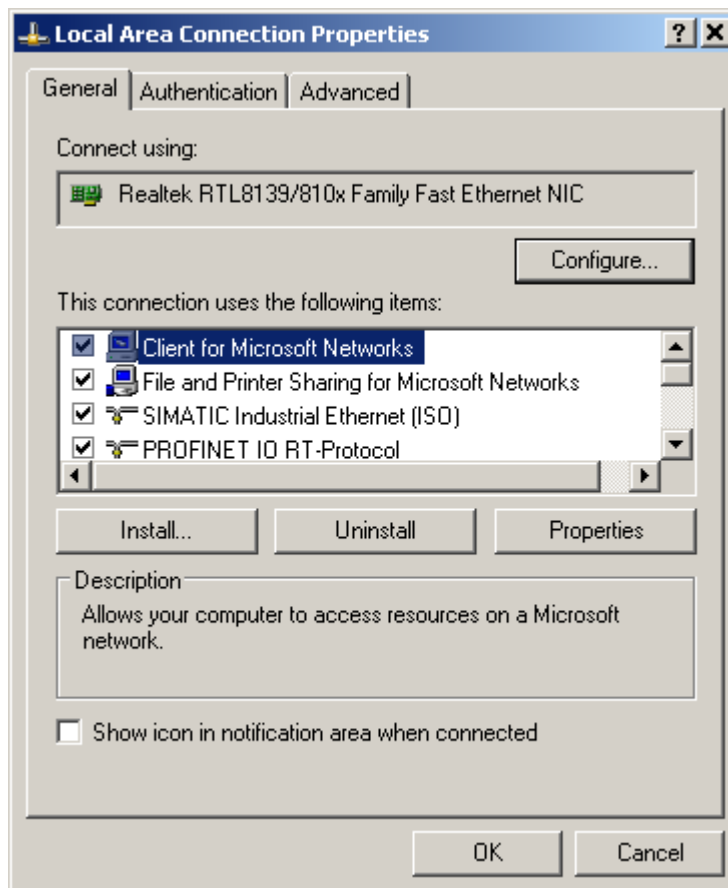 Local Area Connection Properties
General Authentication Advanced
Connect using:
Realtek RTL8139/810x Family Fast Ethernet NIC
Configure...
This connection uses the following items:
Client for Microsoft Networks
File and Printer Sharing for Microsoft Networks
SIMATIC Industrial Ethernet (ISO)
PROFINET IO RT-Protocol
Install... Uninstall Properties
Description
Allows your computer to access resources on a Microsoft
network.
Show icon in notification area when connected
OK Cancel